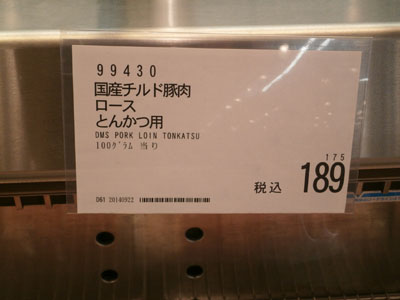 99430
国産チルド豚肉
ロース
とんかつ用
DMS PORK LOIN TONKATSU
100ｸﾞﾗﾑ 当り
175
税込 189
D61 20140922